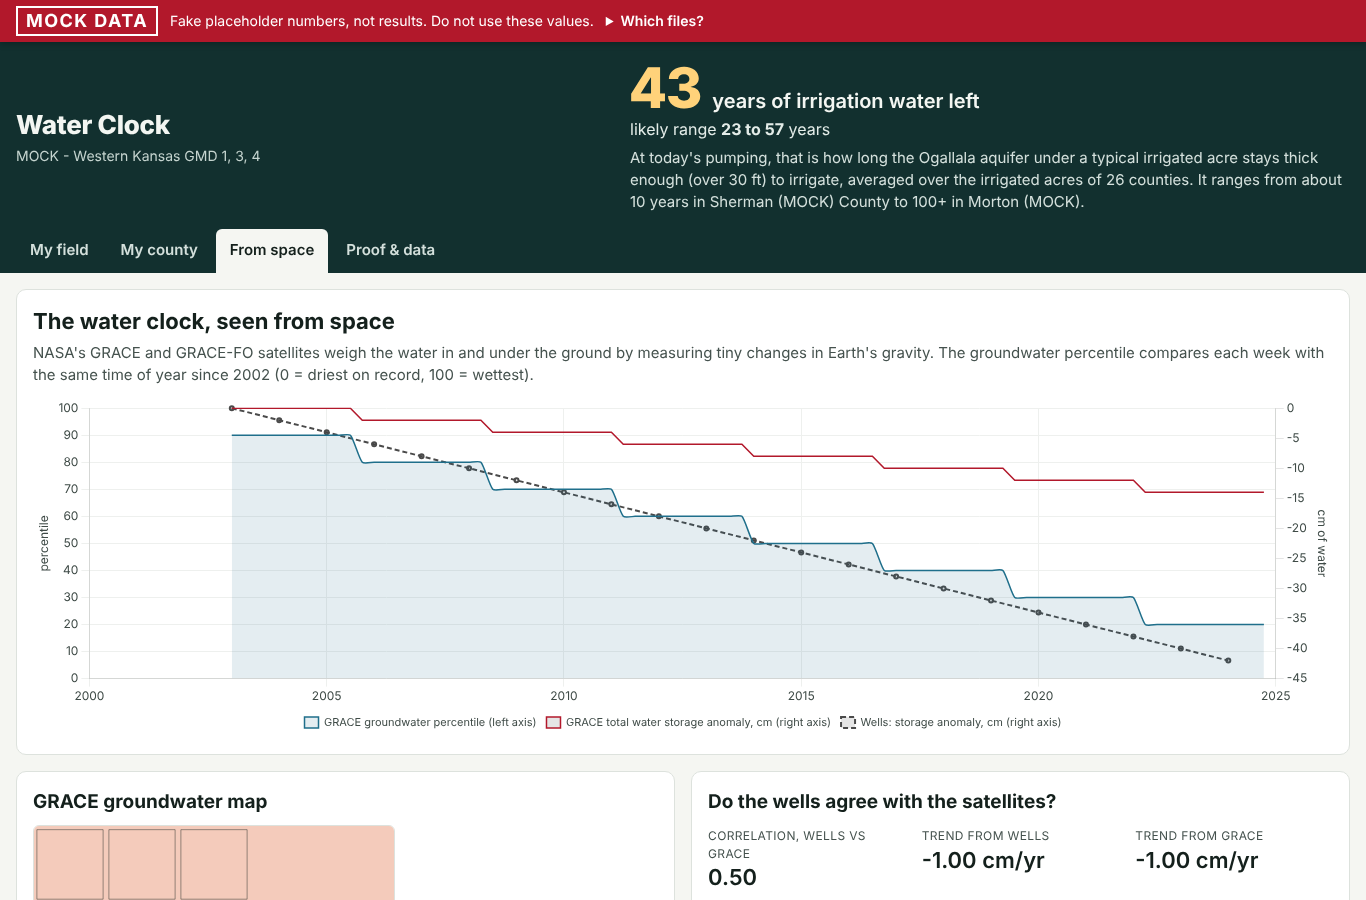 MOCK DATA Fake placeholder numbers, not results. Do not use these values. ▶ Which files?
Water Clock
MOCK - Western Kansas GMD 1, 3, 4
43 years of irrigation water left
likely range 23 to 57 years
At today's pumping, that is how long the Ogallala aquifer under a typical irrigated acre stays thick
enough (over 30 ft) to irrigate, averaged over the irrigated acres of 26 counties. It ranges from about
10 years in Sherman (MOCK) County to 100+ in Morton (MOCK).
My field My county From space Proof & data
The water clock, seen from space
NASA's GRACE and GRACE-FO satellites weigh the water in and under the ground by measuring tiny changes in Earth's gravity. The groundwater percentile compares each week with
the same time of year since 2002 (0 = driest on record, 100 = wettest).
percentile
100
90
80
70
60
50
40
30
20
10
0
0
-5
-10
-15
-20
-25
-30
-35
-40
-45
cm of water
2000 2005 2010 2015 2020 2025
GRACE groundwater percentile (left axis) GRACE total water storage anomaly, cm (right axis) Wells: storage anomaly, cm (right axis)
GRACE groundwater map
Do the wells agree with the satellites?
CORRELATION, WELLS VS
GRACE
0.50
TREND FROM WELLS
-1.00 cm/yr
TREND FROM GRACE
-1.00 cm/yr